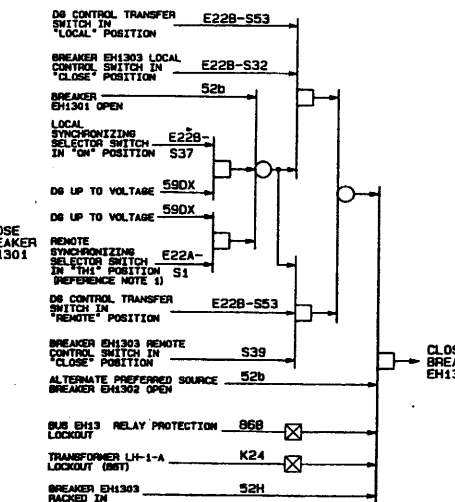 DG CONTROL TRANSFER
SWITCH IN
"LOCAL" POSITION
E22B-S53
BREAKER EH1303 LOCAL
CONTROL SWITCH IN
"CLOSE" POSITION
E22B-S32
BREAKER
EH1301 OPEN
52b
LOCAL
SYNCHRONIZING
SELECTOR SWITCH
IN "ON" POSITION
E22B-
S37
DG UP TO VOLTAGE
59DX
DG UP TO VOLTAGE
59DX
REMOTE
SYNCHRONIZING
SELECTOR SWITCH
IN "TH1" POSITION
(REFERENCE NOTE 1)
E22A-
S1
OSE
EAKER
1301
DG CONTROL TRANSFER
SWITCH IN
"REMOTE" POSITION
E22B-S53
BREAKER EH1303 REMOTE
CONTROL SWITCH IN
"CLOSE" POSITION
S39
ALTERNATE PREFERRED SOURCE
BREAKER EH1302 OPEN
52b
CLOS
BREA
EH13
BUS EH13 RELAY PROTECTION
LOCKOUT
86B
TRANSFORMER LH-1-A
LOCKOUT (86T)
K24
BREAKER EH1303
RACKED IN
52H